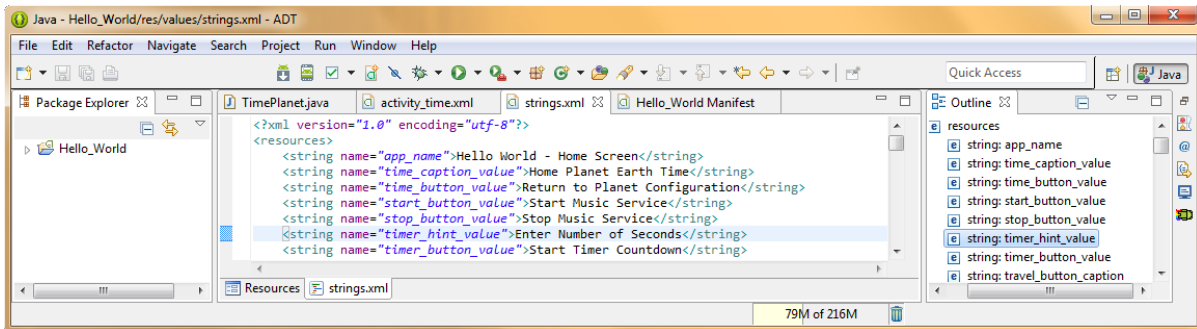 Java - Hello_World/res/values/strings.xml - ADT
File Edit Refactor Navigate Search Project Run Window Help
Quick Access
Java
Package Explorer
Hello_World
TimePlanet.java activity_time.xml strings.xml Hello_World Manifest
<?xml version="1.0" encoding="utf-8"?>
<resources>
<string name="app_name">Hello World - Home Screen</string>
<string name="time_caption_value">Home Planet Earth Time</string>
<string name="time_button_value">Return to Planet Configuration</string>
<string name="start_button_value">Start Music Service</string>
<string name="stop_button_value">Stop Music Service</string>
<string name="timer_hint_value">Enter Number of Seconds</string>
<string name="timer_button_value">Start Timer Countdown</string>
Resources strings.xml
Outline
resources
string: app_name
string: time_caption_value
string: time_button_value
string: start_button_value
string: stop_button_value
string: timer_hint_value
string: timer_button_value
string: travel_button_caption
79M of 216M